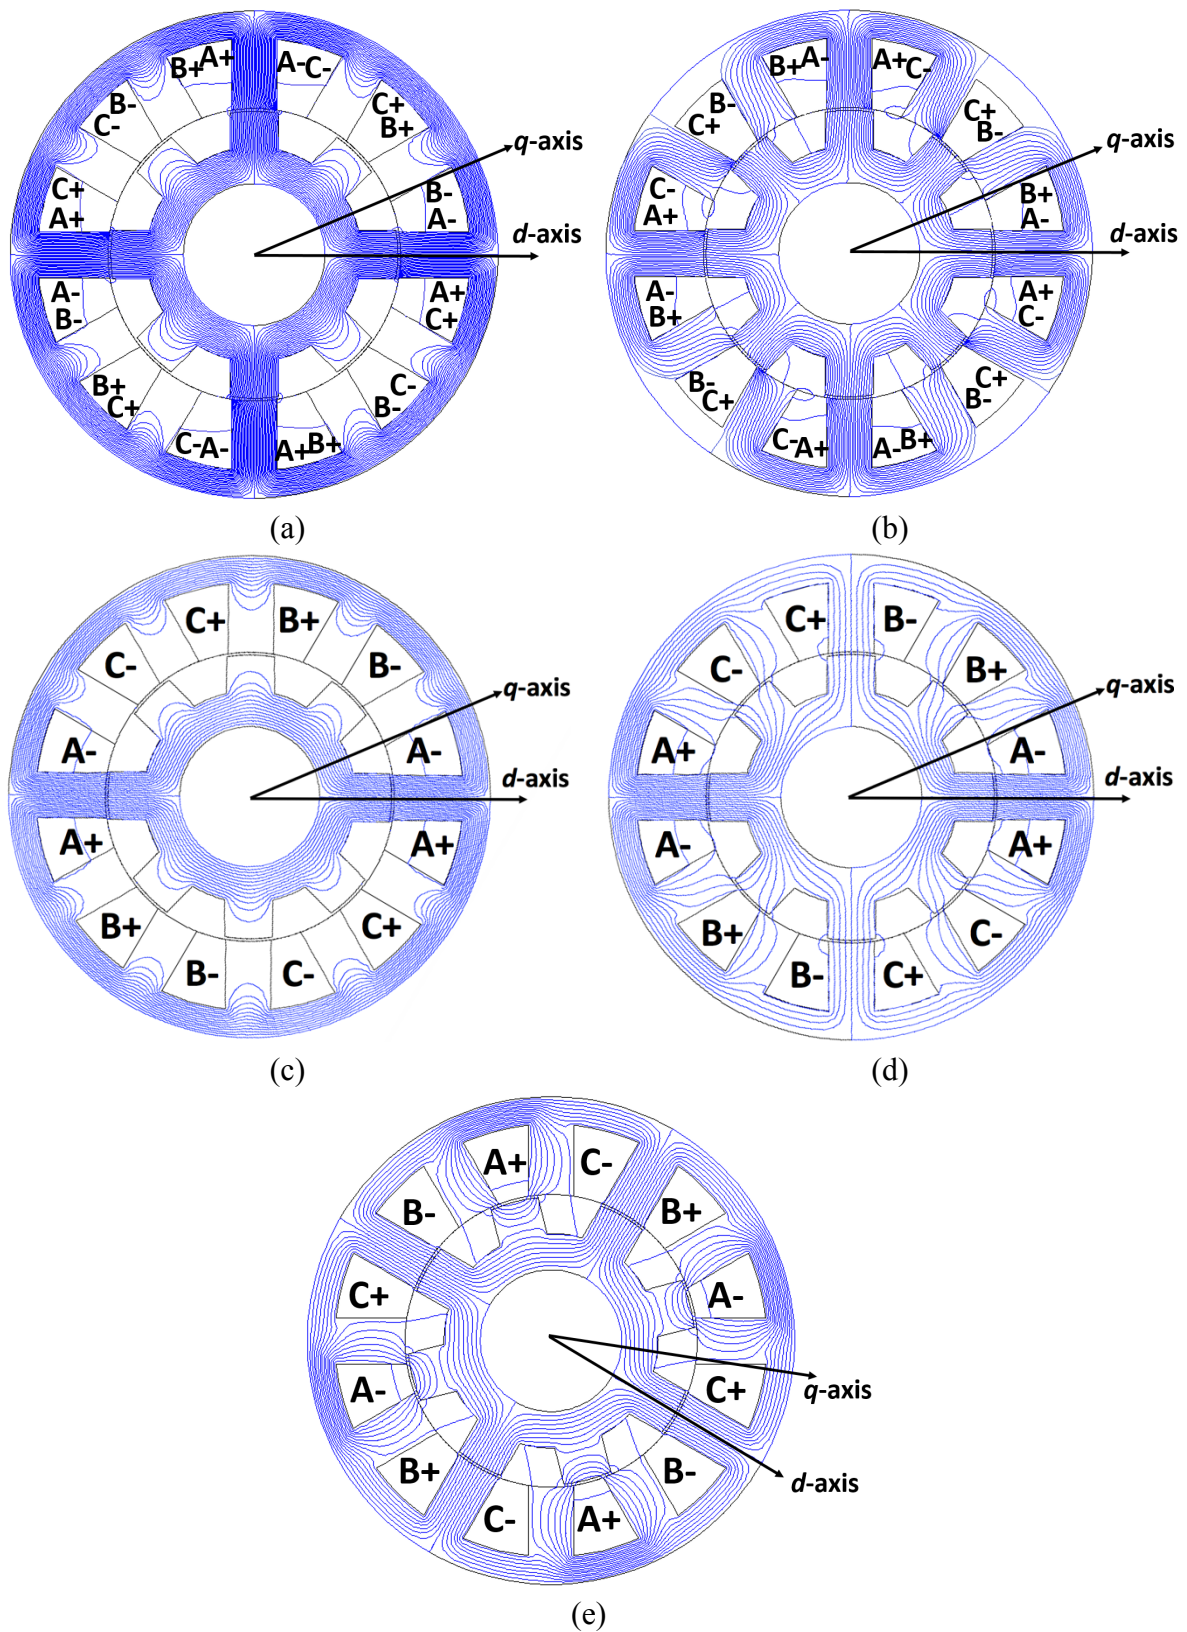 A+ A- 
B+ C-
B- C+
C- B+
C+ B- q-axis
A+ A- d-axis
A- A+
B- C+
B+ C-
C+ B-
C- A- A+ B+
(a)
B+ A- A+ C-
B- C+
C+ B-
C- B+ q-axis
A+ A- d-axis
A- A+
B+ C-
B- C+
C+ B-
C- A+ A- B+
(b)
C+ B+
C- B-
q-axis
A- A-
d-axis
A+ A+
B+ C+
B- C-
(c)
C+ B-
C- B+
q-axis
A+ A-
d-axis
A- A+
B+ C-
B- C+
(d)
A+ C-
B- B+
C+ A-
A- C+ q-axis
B+ B- d-axis
C- A+
(e)